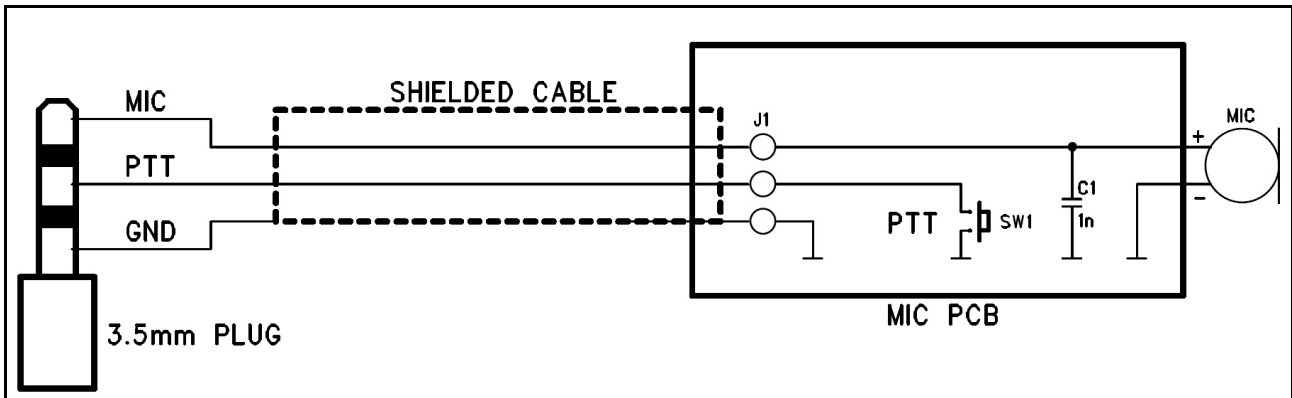 MIC
SHIELDED CABLE
J1
MIC
+
PTT
C1
-
1n
GND
PTT
SW1
MIC PCB
3.5mm PLUG